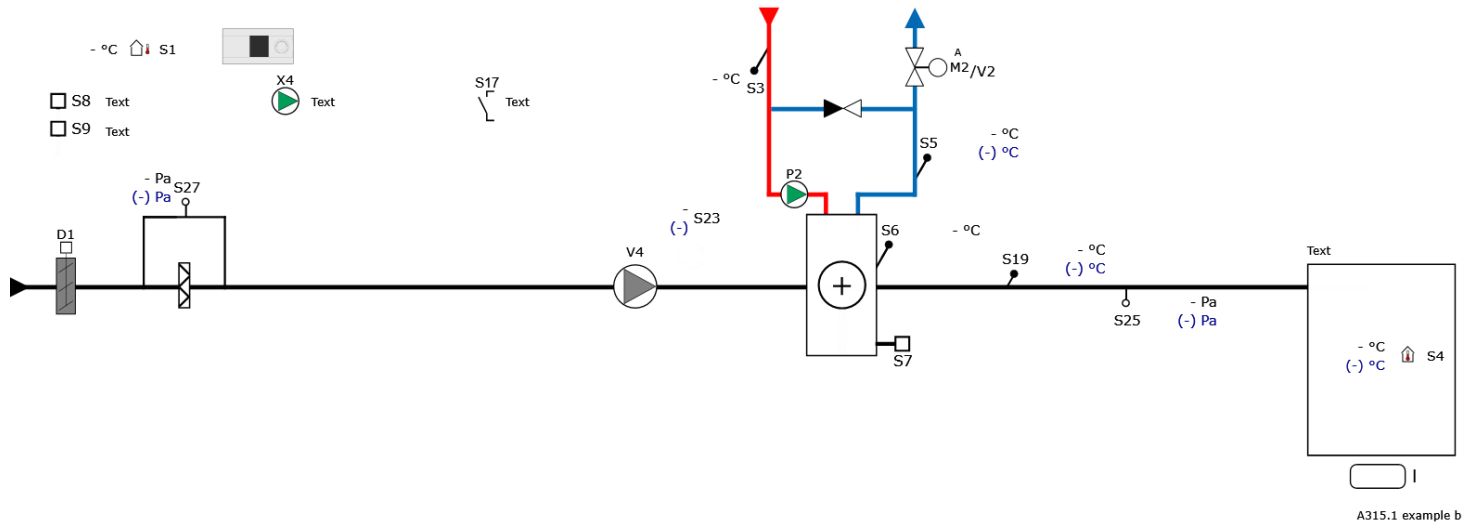 - °C S1
X4
Text
S17
Text
S8 Text
S9 Text
- °C
S3
A
M2/V2
- °C
(-) °C
S5
P2
- Pa
(-) Pa
S27
D1
-
(-)
S23
V4
S6
- °C
S19
- °C
(-) °C
S25
- Pa
(-) Pa
S7
Text
- °C
(-) °C
S4
I
A315.1 example b